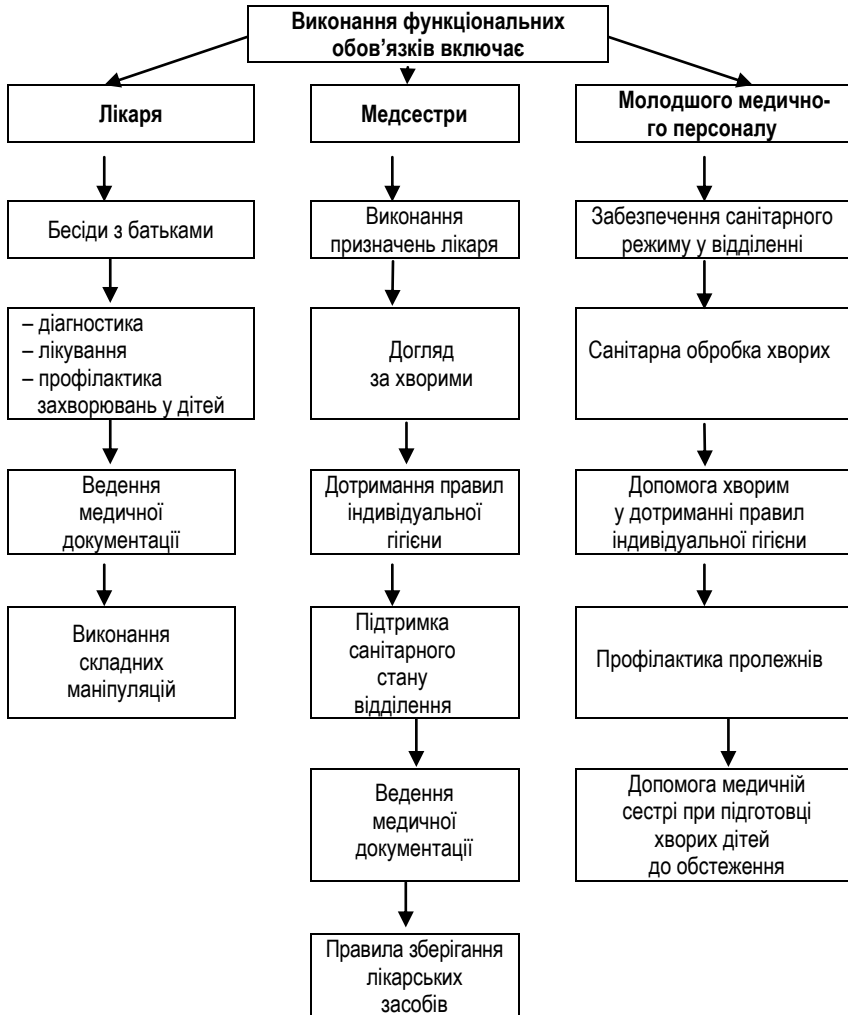 Виконання функціональних
обов’язків включає
Лікаря
Медсестри
Молодшого медично-
го персоналу
Бесіди з батьками
Виконання
призначень лікаря
Забезпечення санітарного
режиму у відділенні
– діагностика
– лікування
– профілактика
захворювань у дітей
Догляд
за хворими
Санітарна обробка хворих
Ведення
медичної
документації
Дотримання правил
індивідуальної
гігієни
Допомога хворим
у дотриманні правил
індивідуальної гігієни
Виконання
складних
маніпуляцій
Підтримка
санітарного
стану
відділення
Профілактика пролежнів
Ведення
медичної
документації
Допомога медичній
сестрі при підготовці
хворих дітей
до обстеження
Правила зберігання
лікарських
засобів